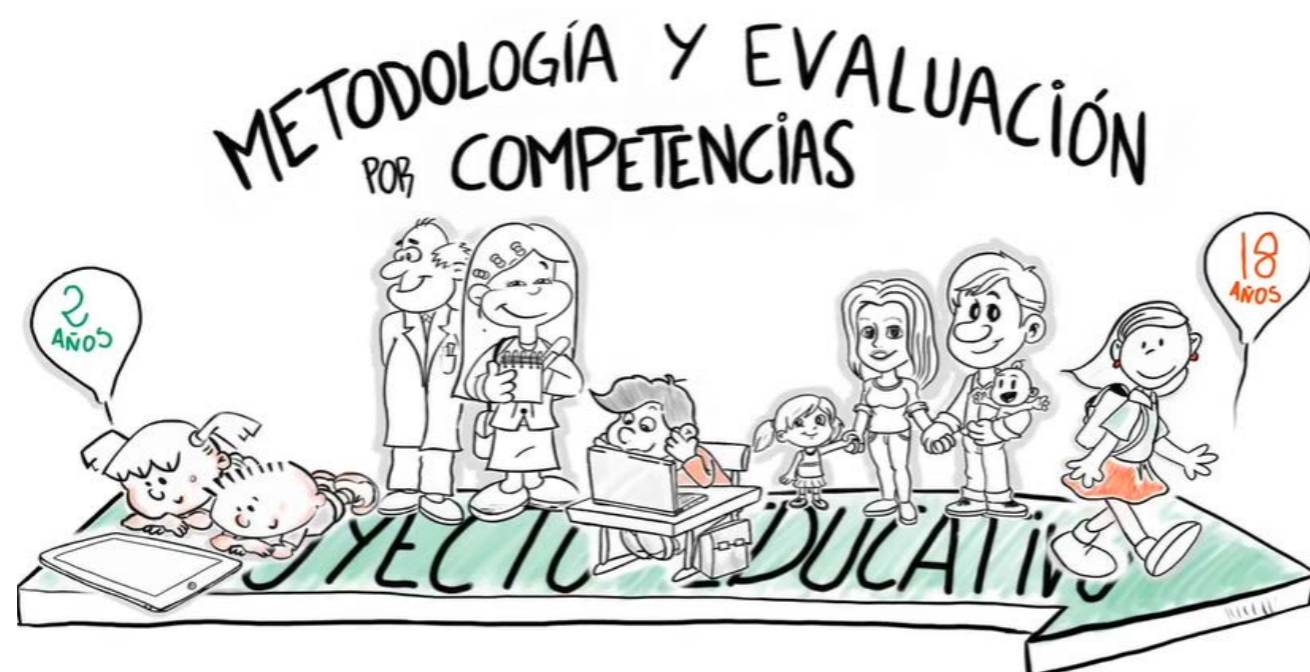 METODOLOGÍA Y EVALUACIÓN
POR COMPETENCIAS
2
AÑOS
18
AÑOS